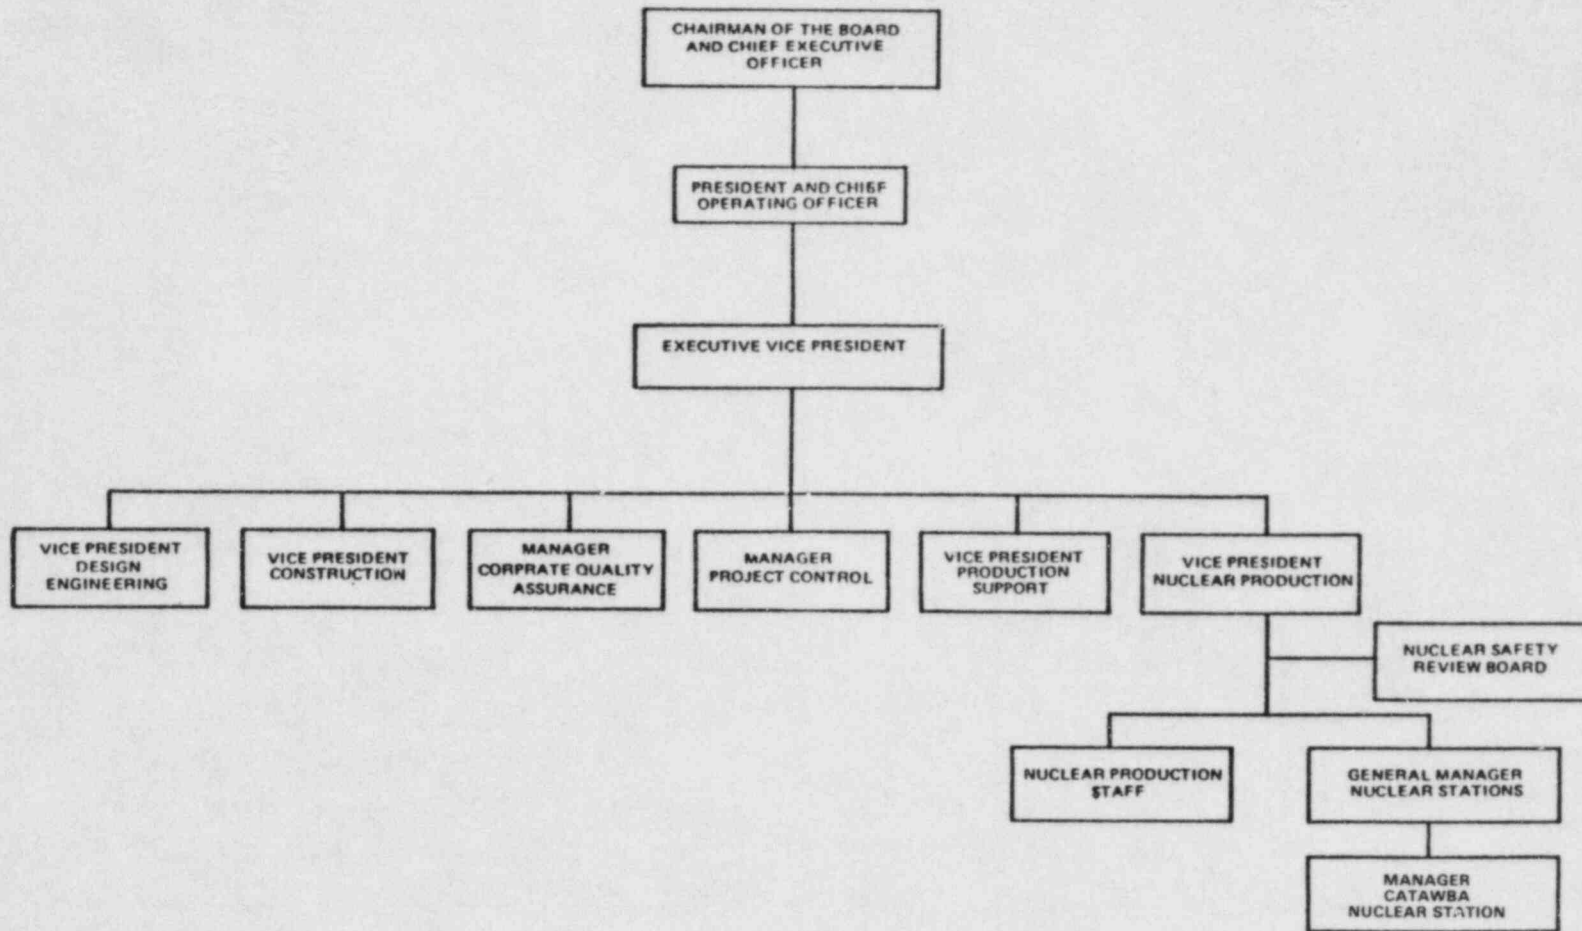 CHAIRMAN OF THE BOARD
AND CHIEF EXECUTIVE
OFFICER
PRESIDENT AND CHIEF
OPERATING OFFICER
EXECUTIVE VICE PRESIDENT
VICE PRESIDENT
DESIGN
ENGINEERING
VICE PRESIDENT
CONSTRUCTION
MANAGER
CORPRATE QUALITY
ASSURANCE
MANAGER
PROJECT CONTROL
VICE PRESIDENT
PRODUCTION
SUPPORT
VICE PRESIDENT
NUCLEAR PRODUCTION
NUCLEAR SAFETY
REVIEW BOARD
NUCLEAR PRODUCTION
STAFF
GENERAL MANAGER
NUCLEAR STATIONS
MANAGER
CATAWBA
NUCLEAR STATION